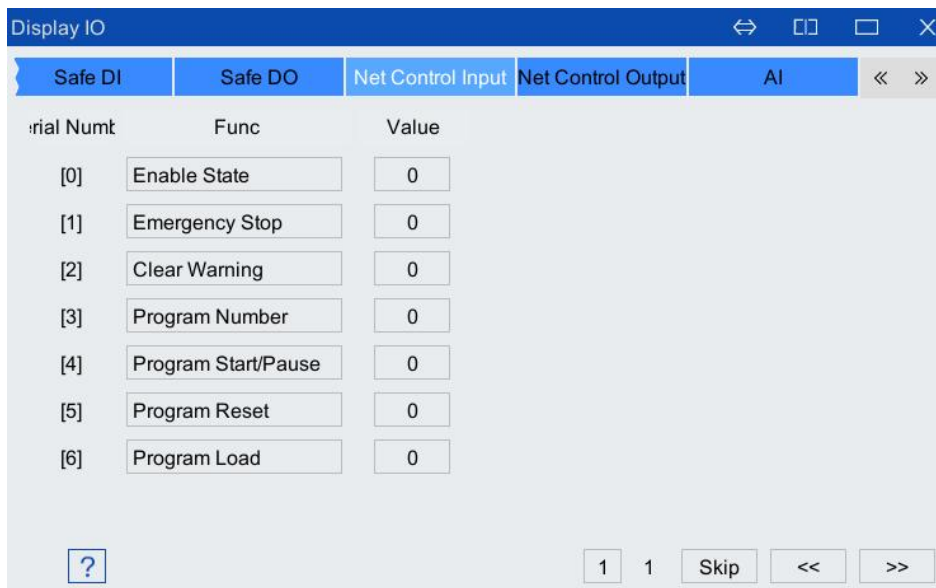 Display IO
Safe DI Safe DO Net Control Input Net Control Output AI « »
rial Numb Func Value
[0] Enable State 0
[1] Emergency Stop 0
[2] Clear Warning 0
[3] Program Number 0
[4] Program Start/Pause 0
[5] Program Reset 0
[6] Program Load 0
? 1 1 Skip << >>